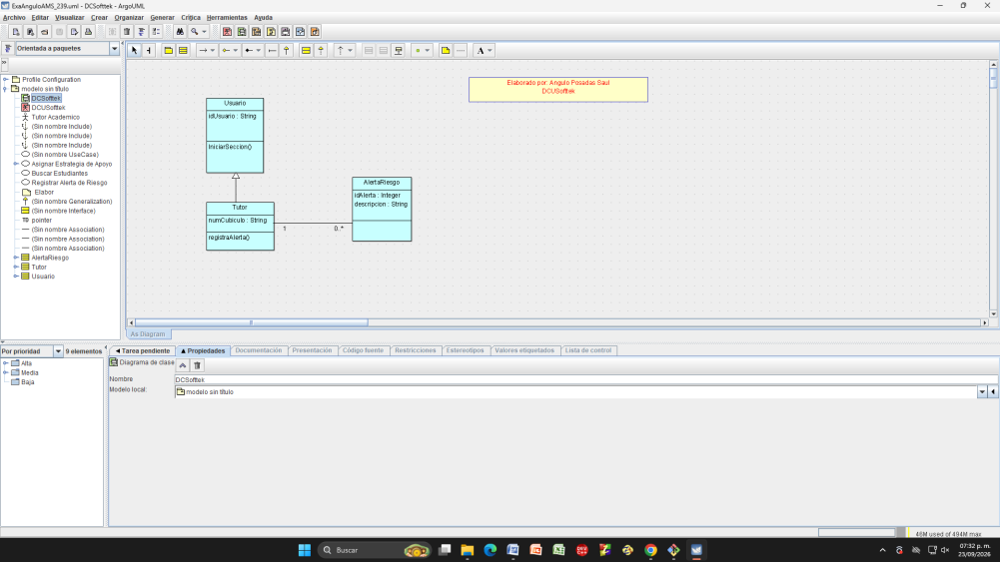 ExaAnguloAMS_239.uml - DCSofttek - ArgoUML
Archivo Editar Visualizar Crear Organizar Generar Crítica Herramientas Ayuda
Orientada a paquetes
A
Profile Configuration
modelo sin título
DCSofttek
DCUSofttek
Tutor Academico
(Sin nombre Include)
(Sin nombre Include)
(Sin nombre Include)
(Sin nombre UseCase)
Asignar Estrategia de Apoyo
Buscar Estudiantes
Registrar Alerta de Riesgo
Elabor
(Sin nombre Generalization)
(Sin nombre Interface)
TD pointer
(Sin nombre Association)
(Sin nombre Association)
(Sin nombre Association)
AlertaRiesgo
Tutor
Usuario
Elaborado por: Angulo Posadas Saul
DCUSofttek
Usuario
idUsuario : String
IniciarSeccion()
AlertaRiesgo
idAlerta : Integer
descripcion : String
Tutor
numCubiculo : String
registraAlerta()
1
0..*
As Diagram
Por prioridad
9 elementos
Alta
Media
Baja
Tarea pendiente
Propiedades
Documentación
Presentación
Código fuente
Restricciones
Estereotipos
Valores etiquetados
Lista de control
Diagrama de clase
Nombre
DCSofttek
Modelo local:
modelo sin título
46M used of 494M max
Buscar
07:32 p. m.
23/09/2026